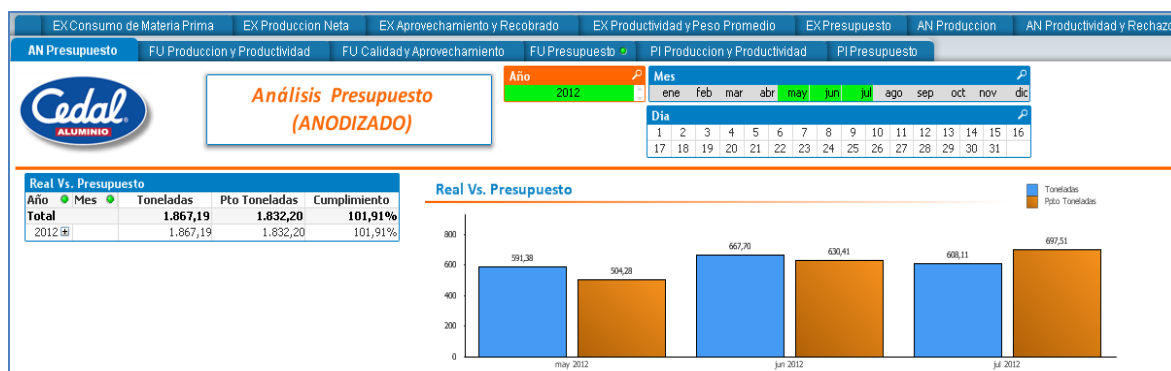 EX Consumo de Materia Prima EX Produccion Neta EX Aprovechamiento y Recobrado EX Productividad y Peso Promedio EX Presupuesto AN Produccion AN Productividad y Rechazo
AN Presupuesto FU Produccion y Productividad FU Calidad y Aprovechamiento FU Presupuesto PI Produccion y Productividad PI Presupuesto
Cedal
ALUMINIO
Análisis Presupuesto
(ANODIZADO)
Año
2012
Mes
ene feb mar abr may jun jul ago sep oct nov dic
Dia
1 2 3 4 5 6 7 8 9 10 11 12 13 14 15 16
17 18 19 20 21 22 23 24 25 26 27 28 29 30 31
Real Vs. Presupuesto
Año Mes Toneladas Pto Toneladas Cumplimiento
Total 1.867,19 1.832,20 101,91%
2012 1.867,19 1.832,20 101,91%
Real Vs. Presupuesto
Toneladas
Ppto Toneladas
800
600
400
200
0
591,38 504,28 667,70 630,41 608,11 697,51
may 2012 jun 2012 jul 2012